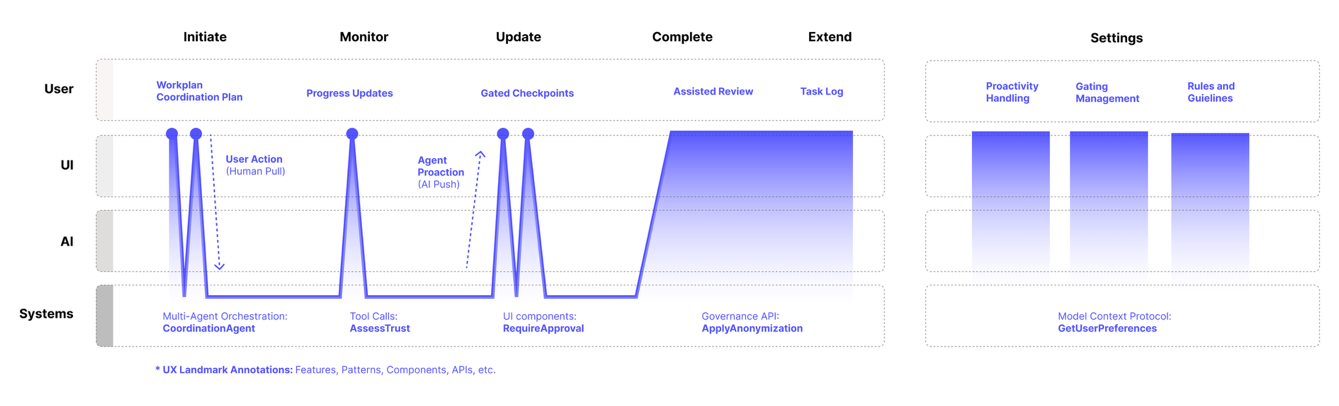 Initiate
Monitor
Update
Complete
Extend
Settings
User
Workplan
Coordination Plan
Progress Updates
Gated Checkpoints
Assisted Review
Task Log
Proactivity
Handling
Gating
Management
Rules and
Guielines
UI
User Action
(Human Pull)
Agent
Proaction
(AI Push)
AI
Systems
Multi-Agent Orchestration:
CoordinationAgent
Tool Calls:
AssessTrust
UI components:
RequireApproval
Governance API:
ApplyAnonymization
Model Context Protocol:
GetUserPreferences
* UX Landmark Annotations: Features, Patterns, Components, APIs, etc.